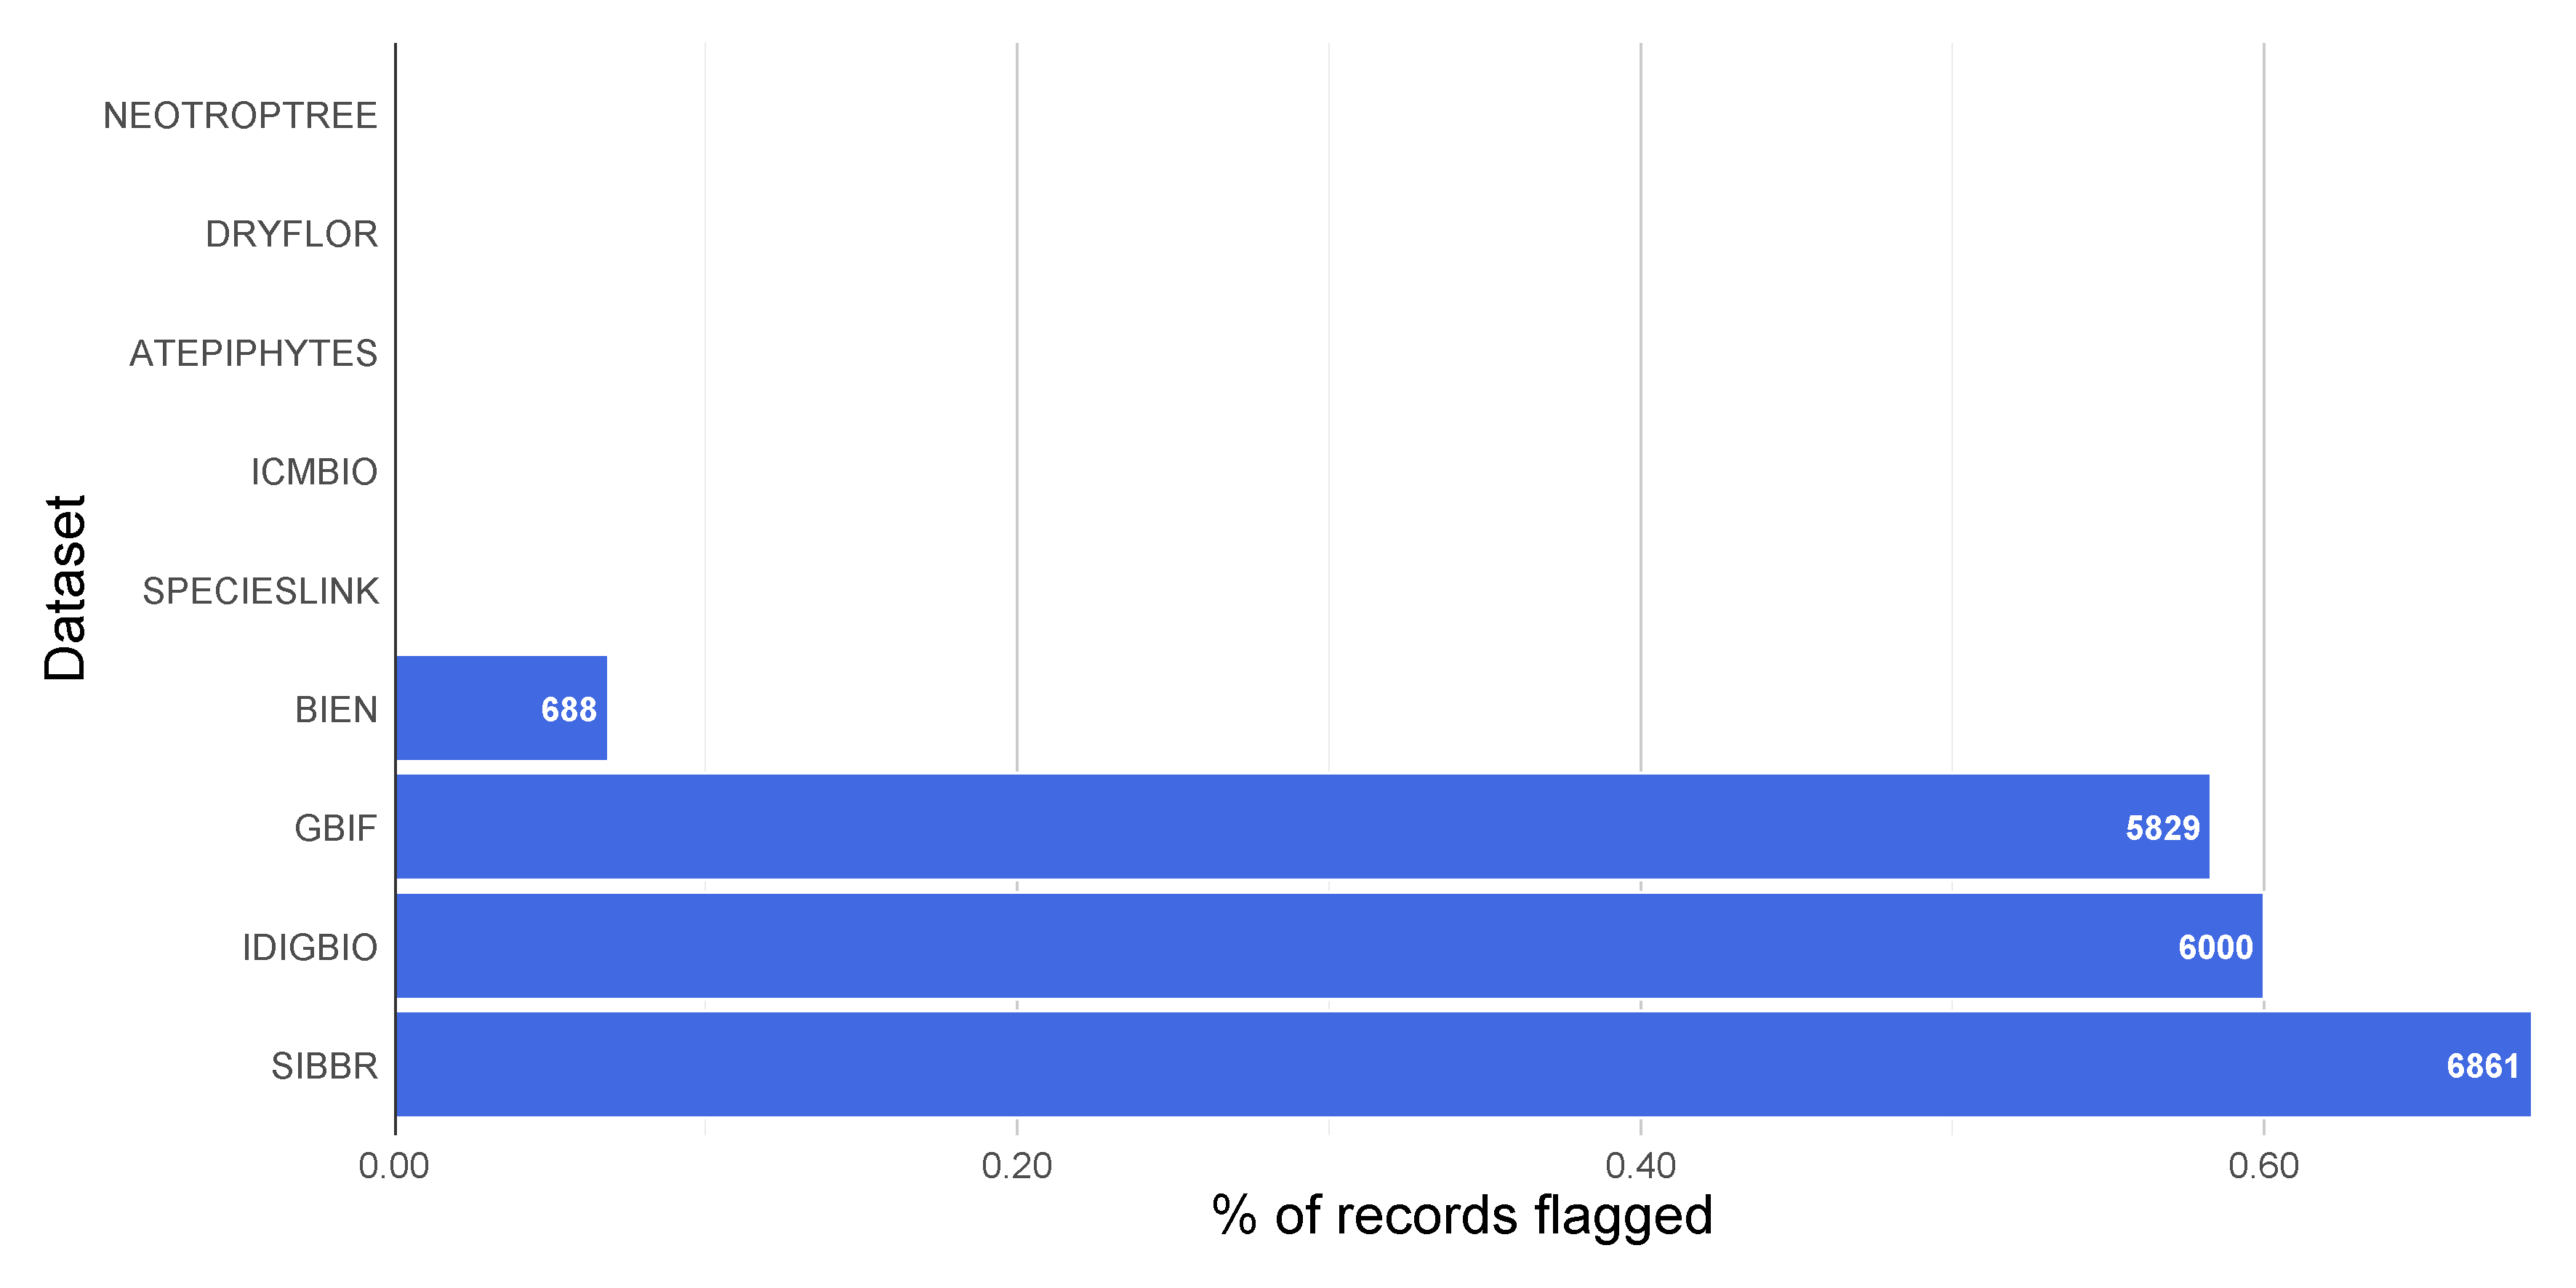 NEOTROPTREE
DRYFLOR
ATEPIPHYTES
ICMBIO
SPECIESLINK
BIEN
688
GBIF
5829
IDIGBIO
6000
SIBBR
6861
Dataset
0.00 0.20 0.40 0.60
% of records flagged